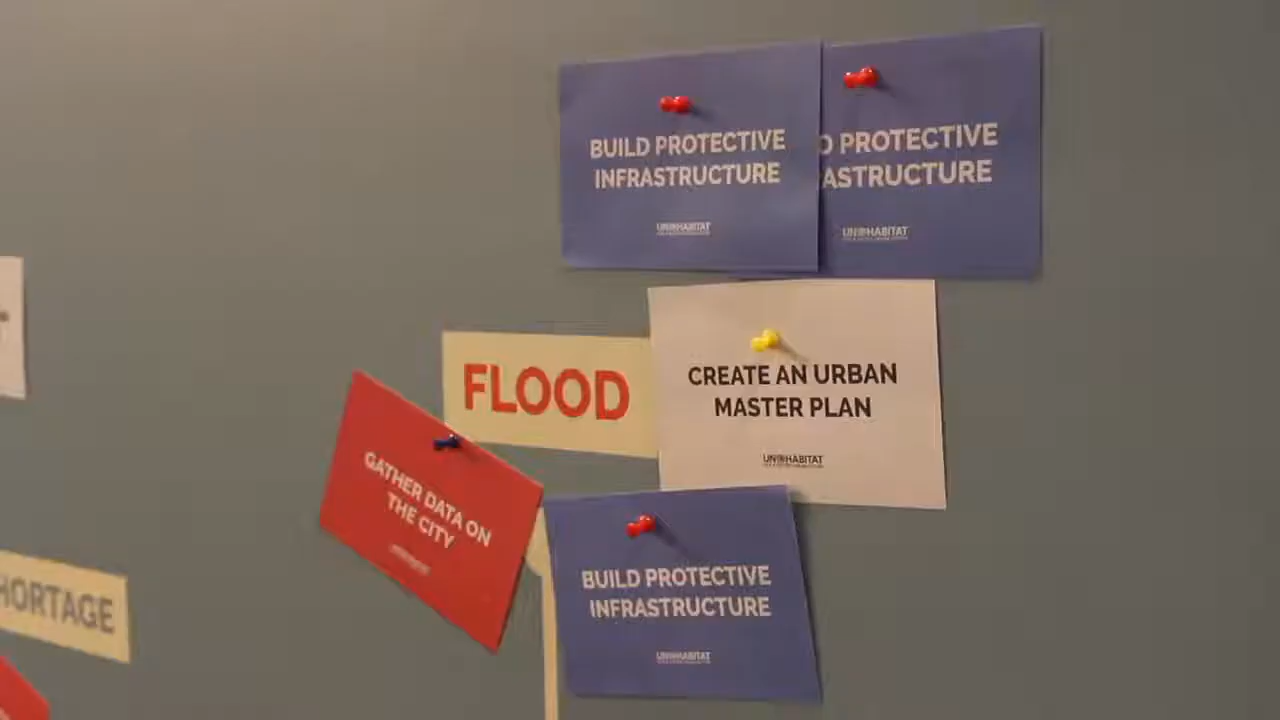 BUILD PROTECTIVE
INFRASTRUCTURE
UN HABITAT
PROTECTIVE
ASTRUCTURE
UN HABITAT
FLOOD
CREATE AN URBAN
MASTER PLAN
UN HABITAT
GATHER DATA ON
THE CITY
BUILD PROTECTIVE
INFRASTRUCTURE
UN HABITAT
HORTAGE